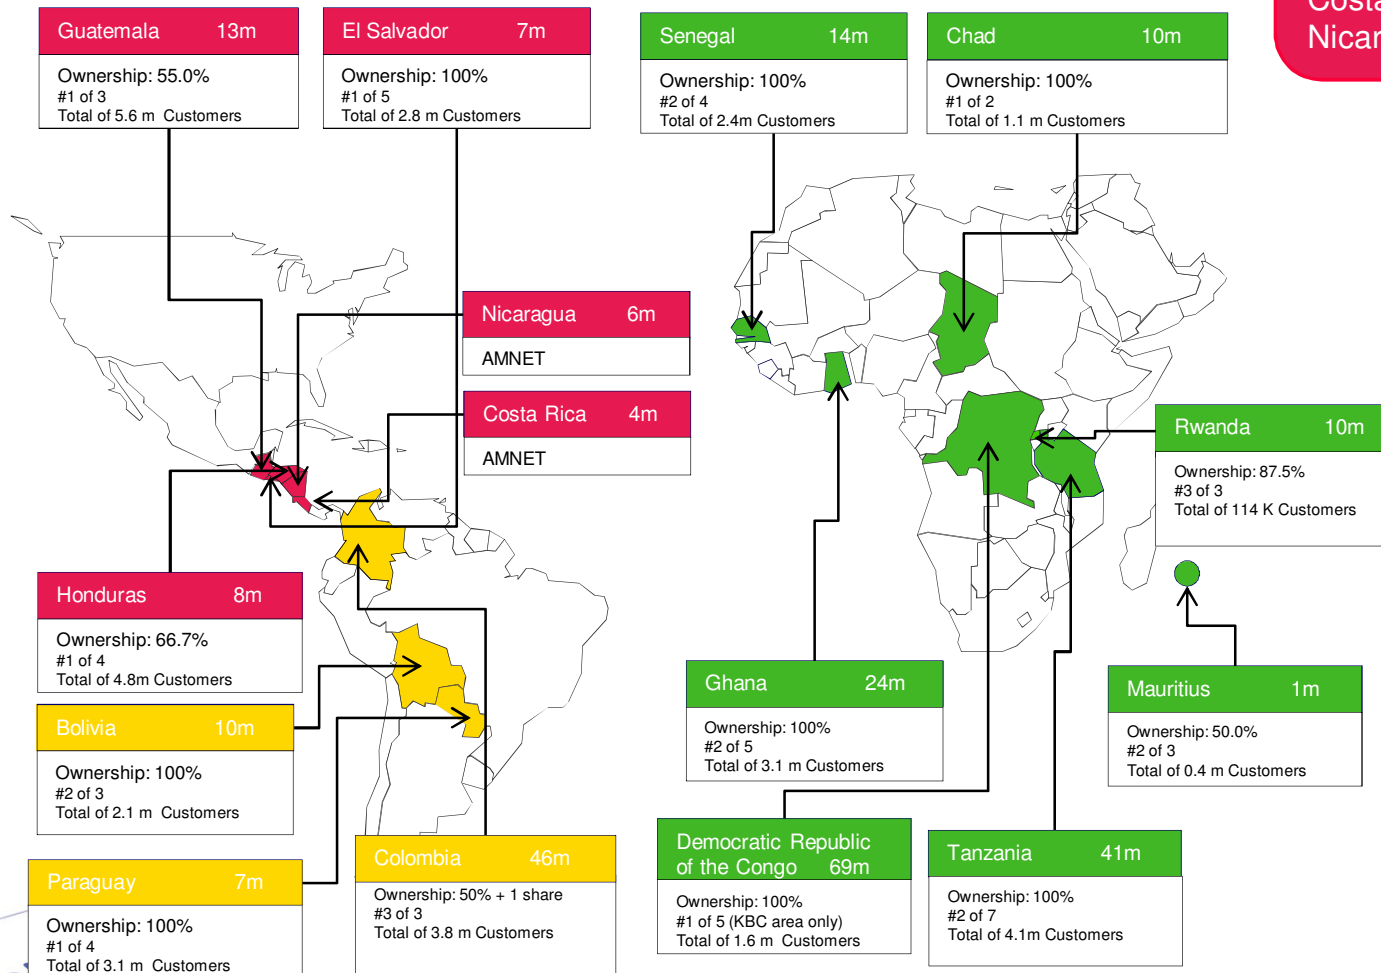 Guatemala 13m
Ownership: 55.0%
#1 of 3
Total of 5.6 m Customers
El Salvador 7m
Ownership: 100%
#1 of 5
Total of 2.8 m Customers
Senegal 14m
Ownership: 100%
#2 of 4
Total of 2.4m Customers
Chad 10m
Ownership: 100%
#1 of 2
Total of 1.1 m Customers
Nicaragua 6m
AMNET
Costa Rica 4m
AMNET
Rwanda 10m
Ownership: 87.5%
#3 of 3
Total of 114 K Customers
Honduras 8m
Ownership: 66.7%
#1 of 4
Total of 4.8m Customers
Bolivia 10m
Ownership: 100%
#2 of 3
Total of 2.1 m Customers
Paraguay 7m
Ownership: 100%
#1 of 4
Total of 3.1 m Customers
Colombia 46m
Ownership: 50% + 1 share
#3 of 3
Total of 3.8 m Customers
Ghana 24m
Ownership: 100%
#2 of 5
Total of 3.1 m Customers
Mauritius 1m
Ownership: 50.0%
#2 of 3
Total of 0.4 m Customers
Democratic Republic
of the Congo 69m
Ownership: 100%
#1 of 5 (KBC area only)
Total of 1.6 m Customers
Tanzania 41m
Ownership: 100%
#2 of 7
Total of 4.1m Customers